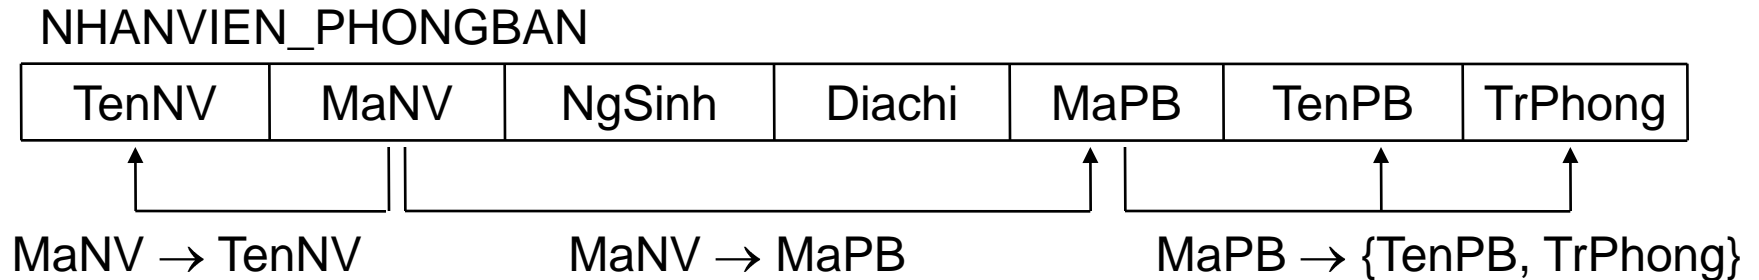 NHANVIEN_PHONGBAN
TenNV MaNV NgSinh Diachi MaPB TenPB TrPhong
MaNV → TenNV MaNV → MaPB MaPB → {TenPB, TrPhong}